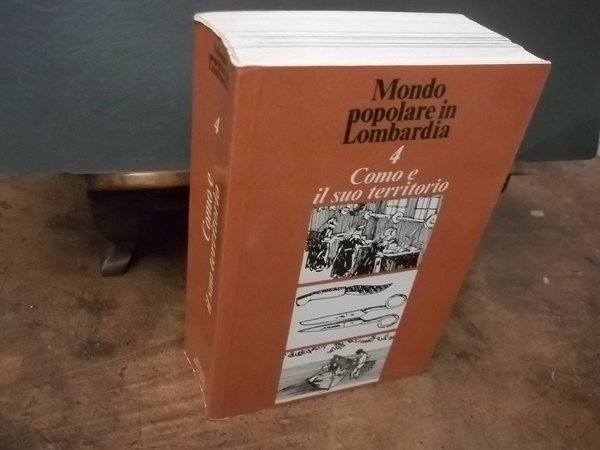 Mondo
popolare in
Lombardia
4
Como e
il suo territorio
4
Como e
il suo territorio